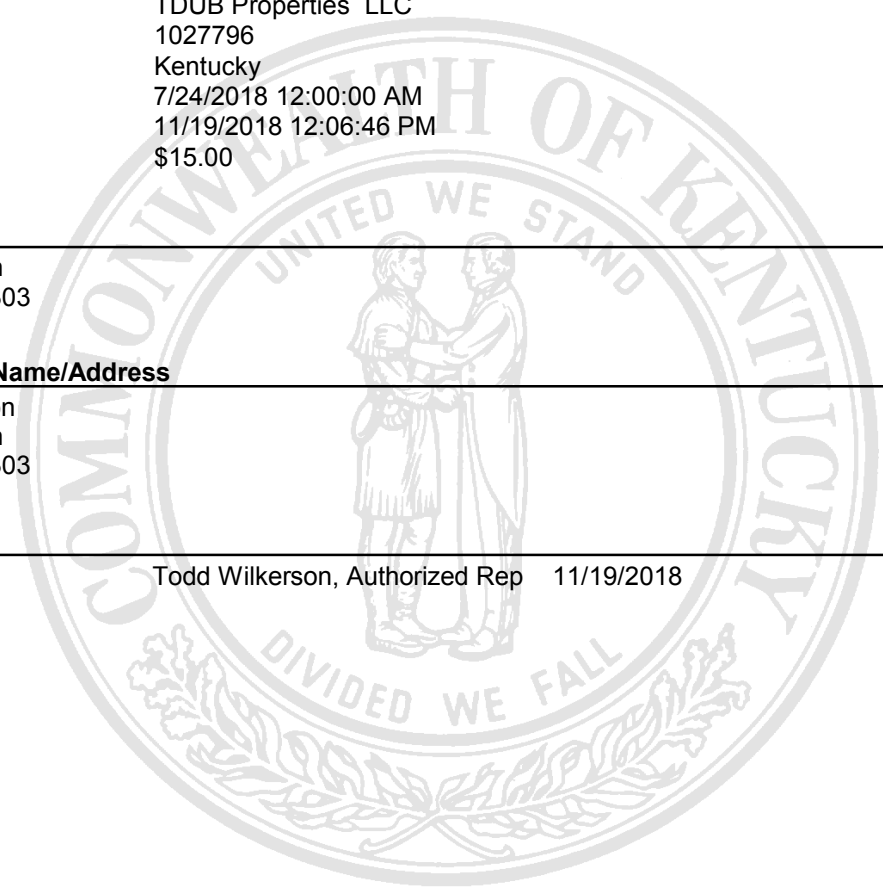 TDUB Properties LLC
1027796
Kentucky
7/24/2018 12:00:00 AM
11/19/2018 12:06:46 PM
$15.00
COMMONWEALTH OF KENTUCKY
UNITED WE STAND
03
Name/Address
on
03
Todd Wilkerson, Authorized Rep 11/19/2018
DIVIDED WE FALL